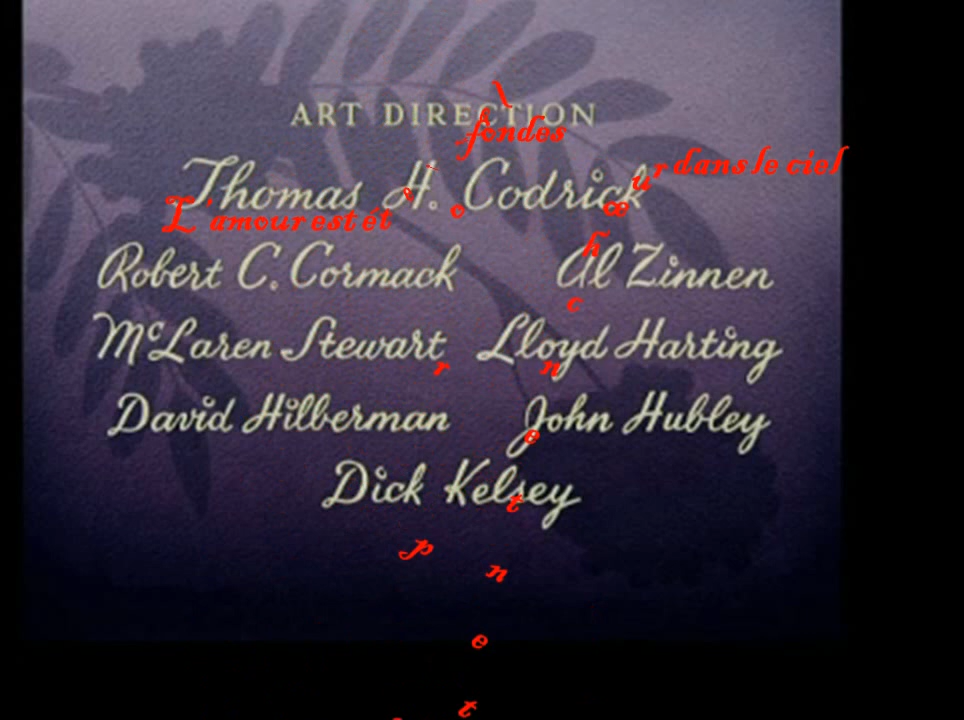 ART DIRECTION
Thomas H. Codrick
Robert C. Cormack Al Zinnen
McLaren Stewart Lloyd Harting
David Hilberman John Hubley
Dick Kelsey
fondes
L'amour est ét
chœur dans le ciel